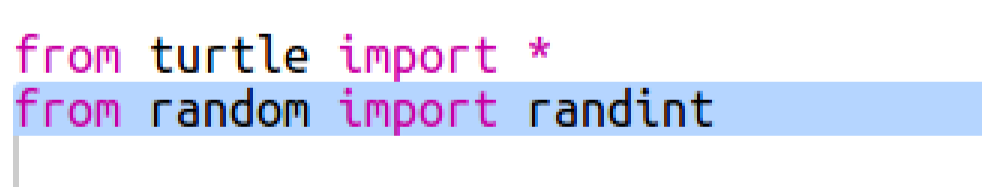 from turtle import *
from random import randint